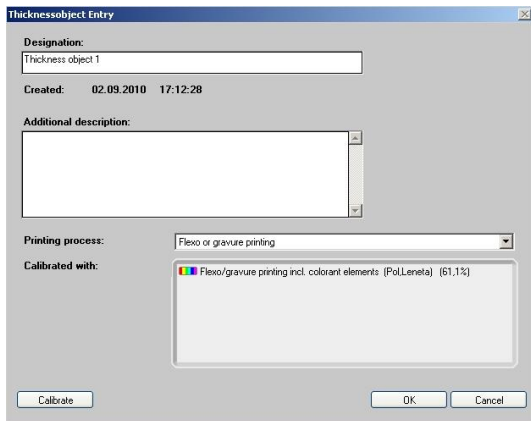 Thicknessobject Entry
Designation:
Thickness object 1
Created: 02.09.2010 17:12:28
Additional description:
Printing process: Flexo or gravure printing
Calibrated with: Flexo/gravure printing incl. colorant elements (Pol,Leneta) (61,1%)
Calibrate OK Cancel